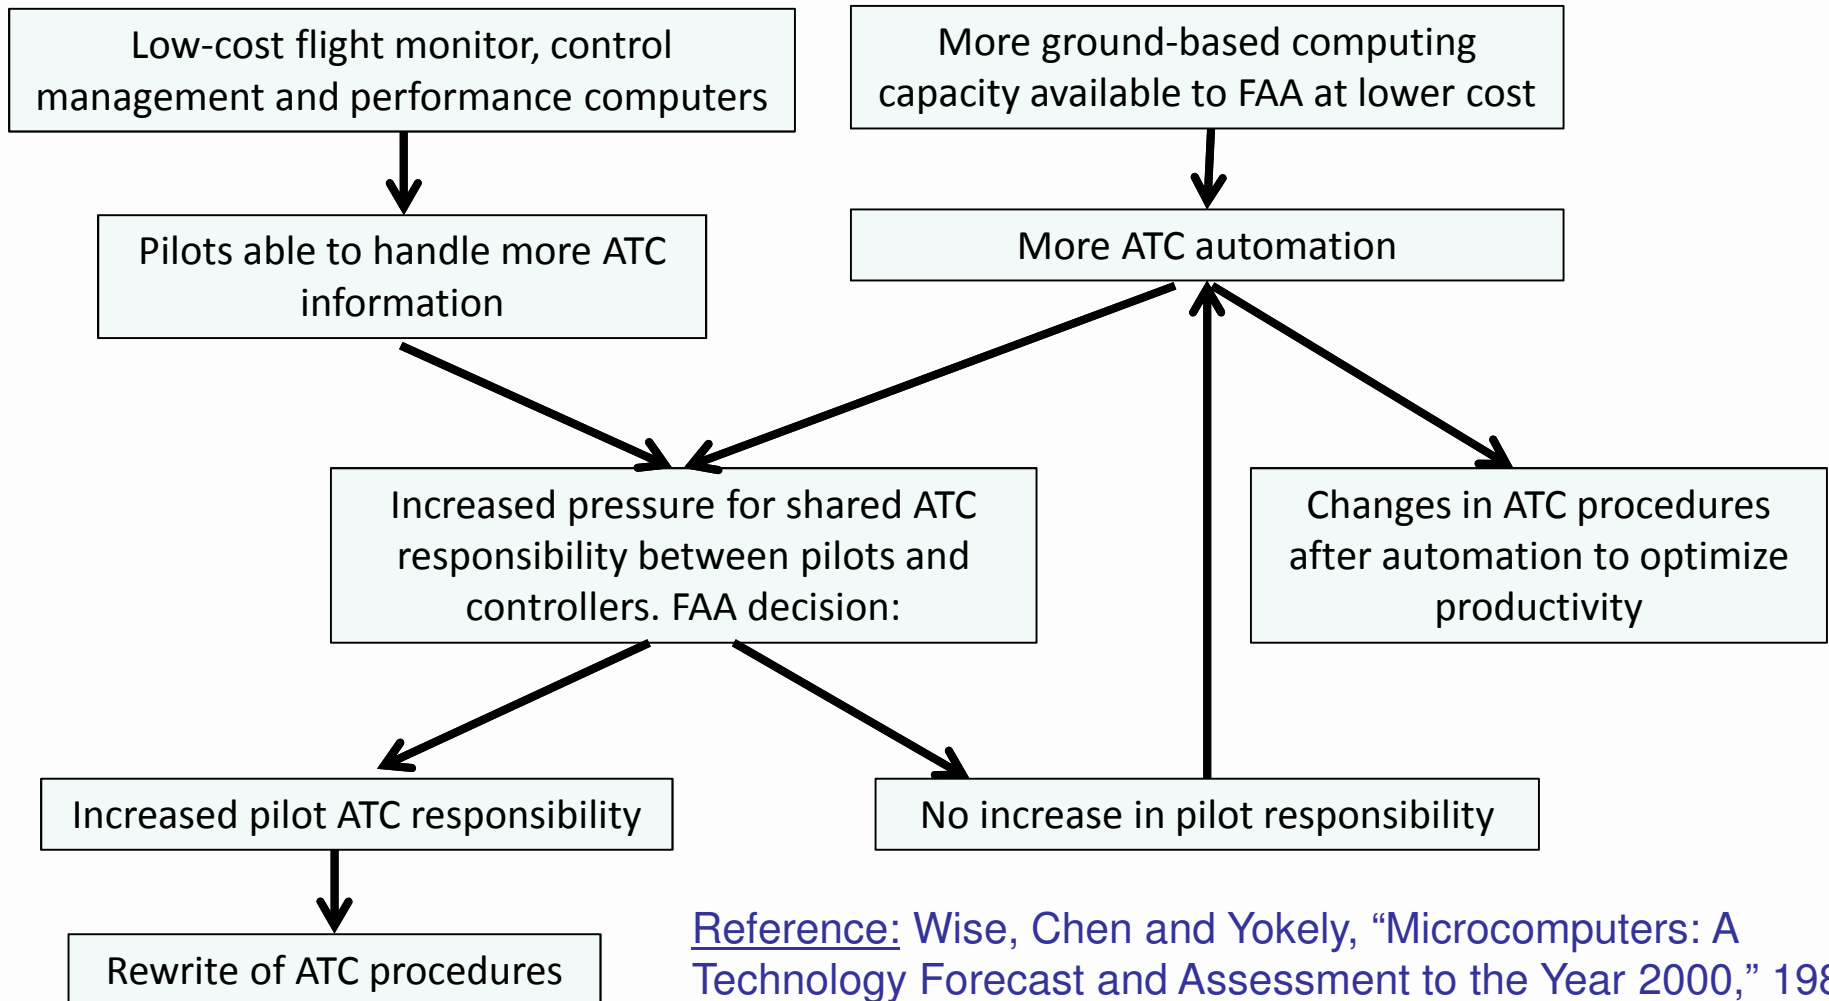 Low-cost flight monitor, control
management and performance computers
More ground-based computing
capacity available to FAA at lower cost
Pilots able to handle more ATC
information
More ATC automation
Increased pressure for shared ATC
responsibility between pilots and
controllers. FAA decision:
Changes in ATC procedures
after automation to optimize
productivity
Increased pilot ATC responsibility
No increase in pilot responsibility
Rewrite of ATC procedures
Reference: Wise, Chen and Yokely, “Microcomputers: A
Technology Forecast and Assessment to the Year 2000,”